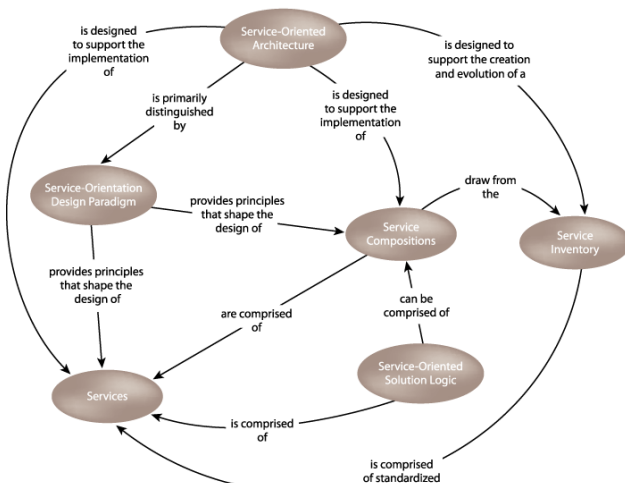 is designed
to support the
implementation
of
Service-Oriented
Architecture
is designed to
support the creation
and evolution of a
is primarily
distinguished
by
is designed
to support the
implementation
of
Service-Orientation
Design Paradigm
provides principles
that shape the
design of
draw from
the
Service
Compositions
Service
Inventory
provides principles
that shape the
design of
are comprised
of
can be
comprised of
Service-Oriented
Solution Logic
Services
is comprised
of
is comprised
of standardized